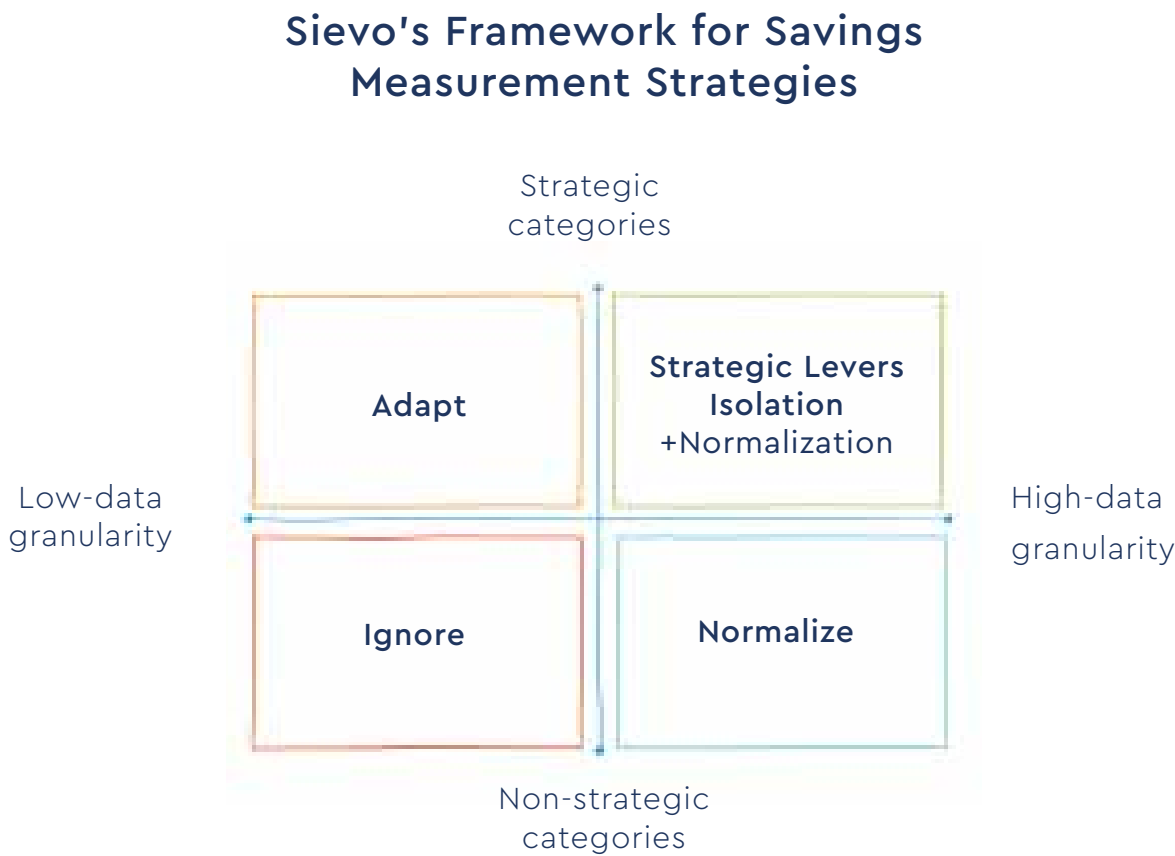 Sievo's Framework for Savings
Measurement Strategies
Strategic
categories
Adapt
Strategic Levers
Isolation
+Normalization
Low-data
granularity
High-data
granularity
Ignore
Normalize
Non-strategic
categories